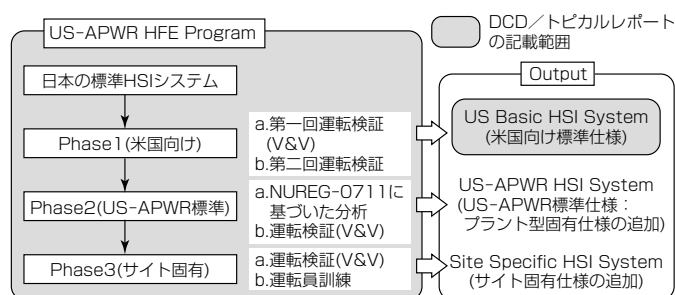 US-APWR HFE Program
DCD／トピカルレポート
の記載範囲
日本の標準HSIシステム
Phase1(米国向け)
Phase2(US-APWR標準)
Phase3(サイト固有)
a.第一回運転検証
(V&V)
b.第二回運転検証
a.NUREG-0711に
基づいた分析
b.運転検証(V&V)
a.運転検証(V&V)
b.運転員訓練
Output
US Basic HSI System
(米国向け標準仕様)
US-APWR HSI System
(US-APWR標準仕様：
プラント型固有仕様の追加)
Site Specific HSI System
(サイト固有仕様の追加)